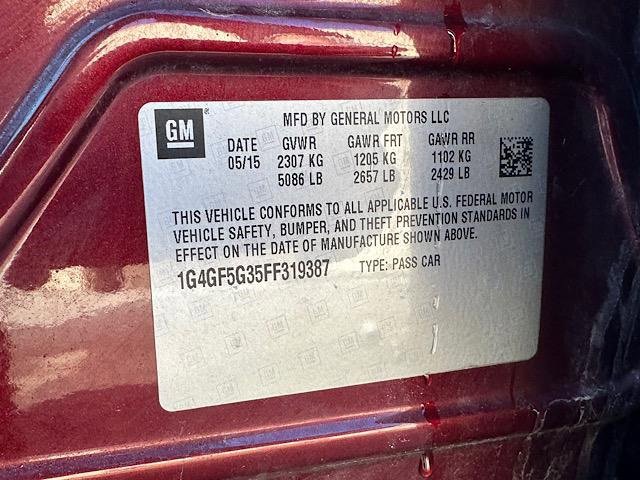 GM
MFD BY GENERAL MOTORS LLC
DATE GVWR GAWR FRT GAWR RR
05/15 2307 KG 1205 KG 1102 KG
5086 LB 2657 LB 2429 LB
THIS VEHICLE CONFORMS TO ALL APPLICABLE U.S. FEDERAL MOTOR
VEHICLE SAFETY, BUMPER, AND THEFT PREVENTION STANDARDS IN
EFFECT ON THE DATE OF MANUFACTURE SHOWN ABOVE.
1G4GF5G35FF319387 TYPE: PASS CAR